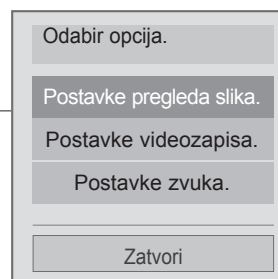 Odabir opcija.
Postavke pregleda slika.
Postavke videozapisa.
Postavke zvuka.
Zatvori